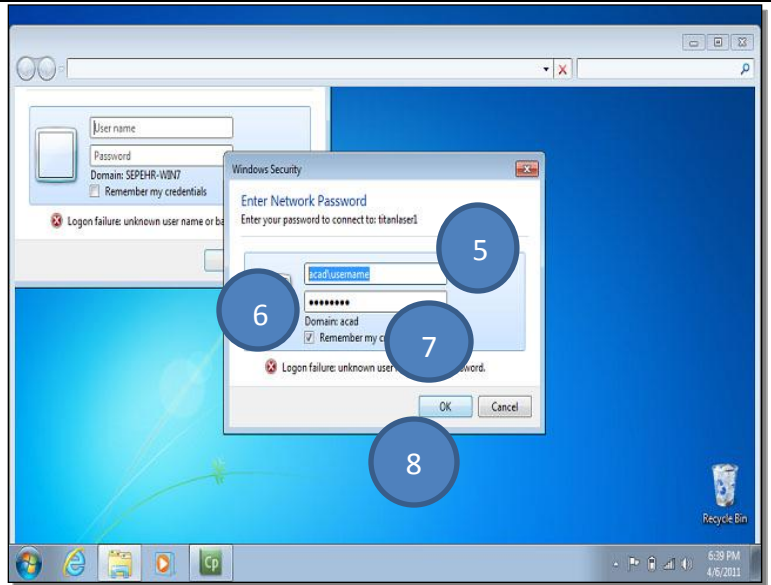 User name
Password
Domain: SEPEHR-WIN7
Remember my credentials
Logon failure: unknown user name or ba
Windows Security
Enter Network Password
Enter your password to connect to: titanlaser1
5
acad\username
••••••••
6
Domain: acad
Remember my
7
Logon failure: unknown
OK
Cancel
8
Recycle Bin
Cp
6:39 PM
4/6/2011